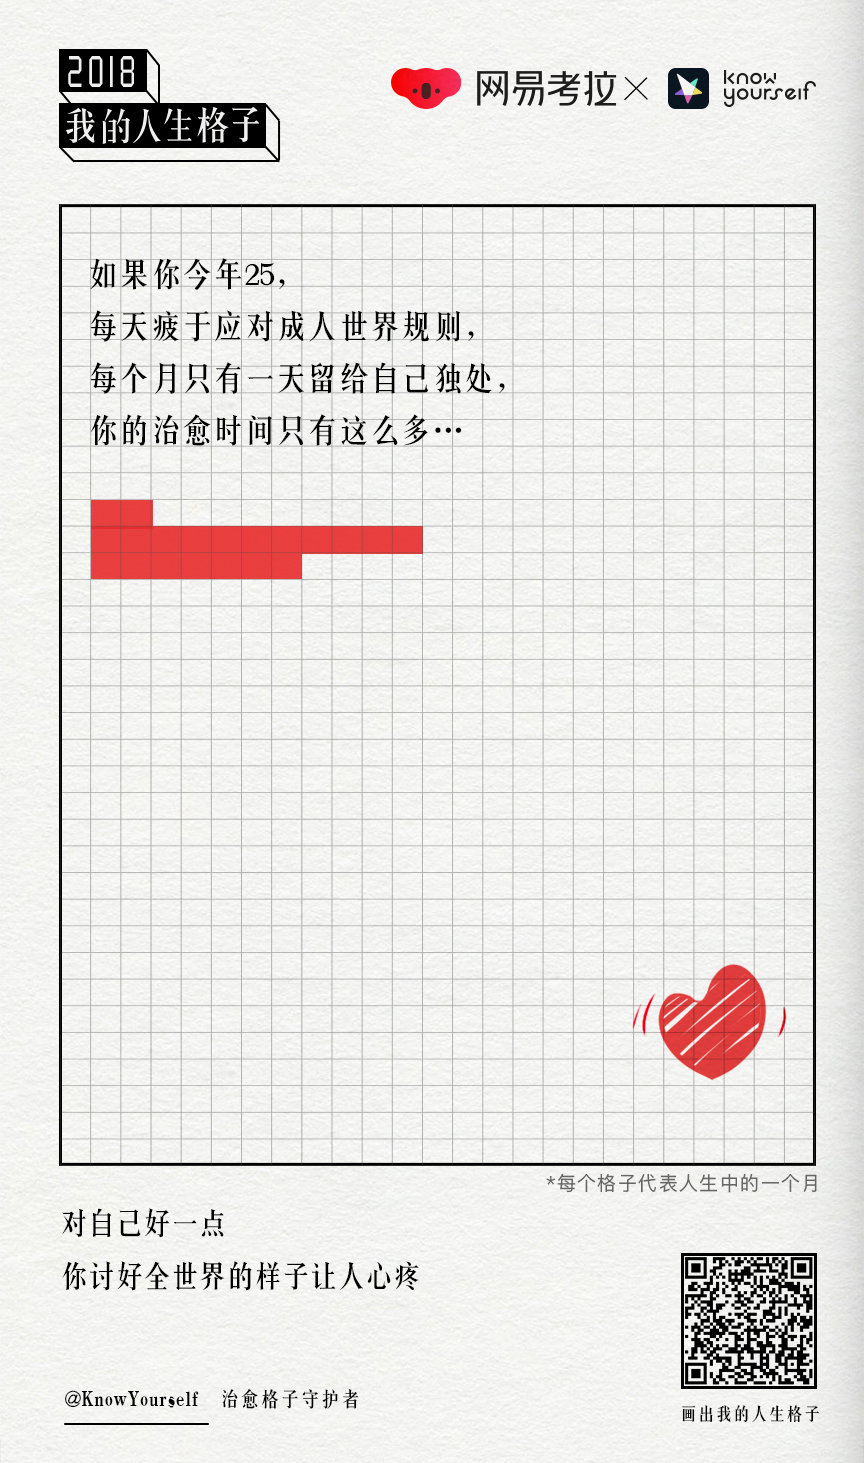 2018
我的人生格子
网易考拉×knowyourself
如果你今年25，
每天疲于应对成人世界规则，
每个月只有一天留给自己独处，
你的治愈时间只有这么多…
*每个格子代表人生中的一个月
对自己好一点
你讨好全世界的样子让人心疼
@KnowYourself 治愈格子守护者
画出我的人生格子